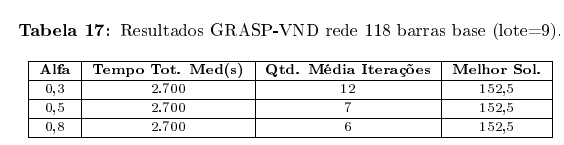 Tabela 17: Resultados GRASP-VND rede 118 barras base (lote=9).
Alfa Tempo Tot. Med(s) Qtd. Média Iterações Melhor Sol.
0,3 2.700 12 152,5
0,5 2.700 7 152,5
0,8 2.700 6 152,5